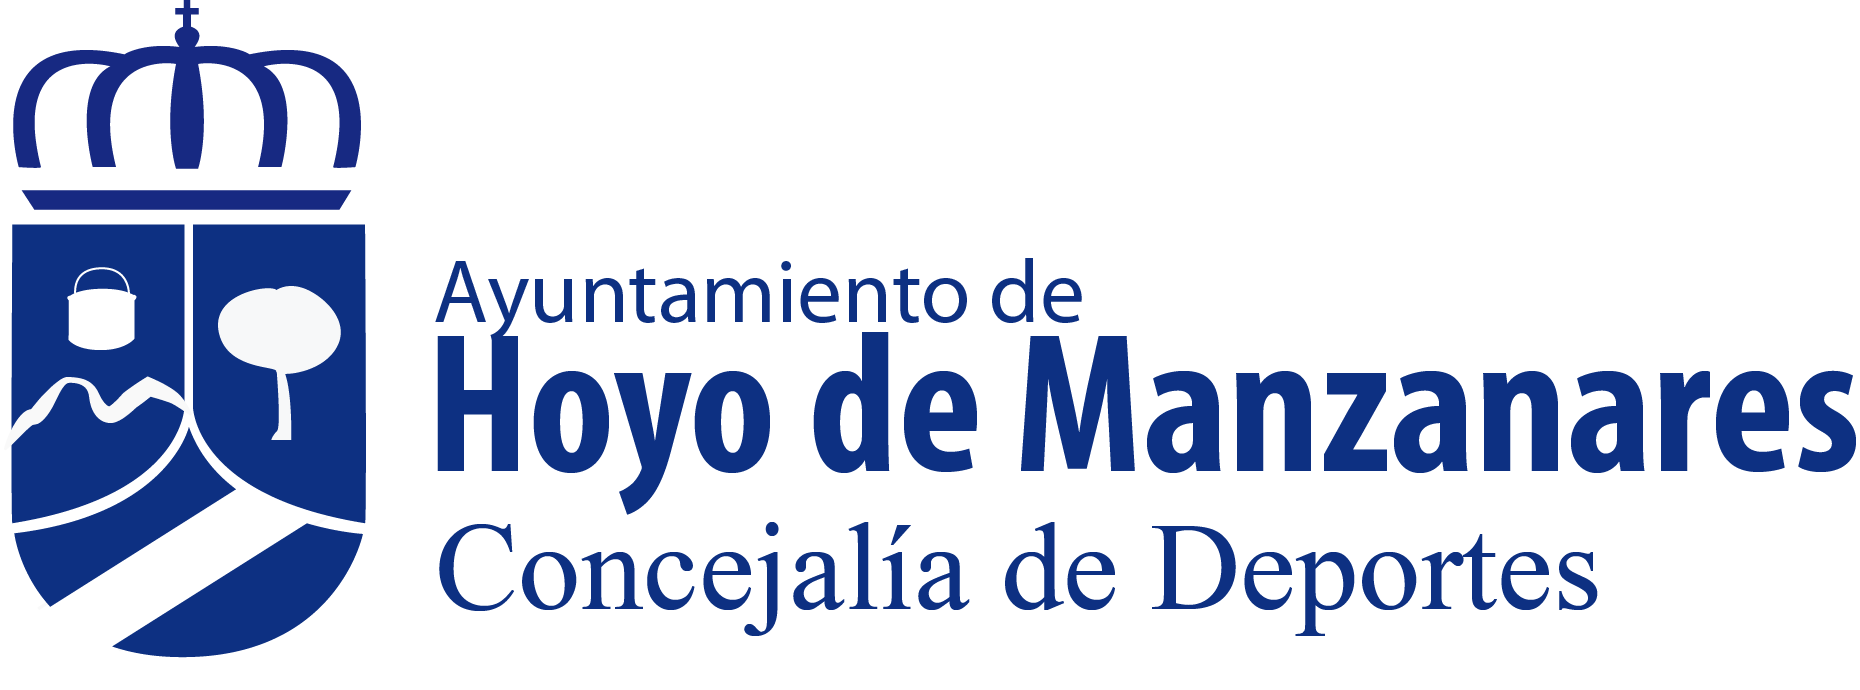 Ayuntamiento de
Hoyo de Manzanares
Concejalía de Deportes